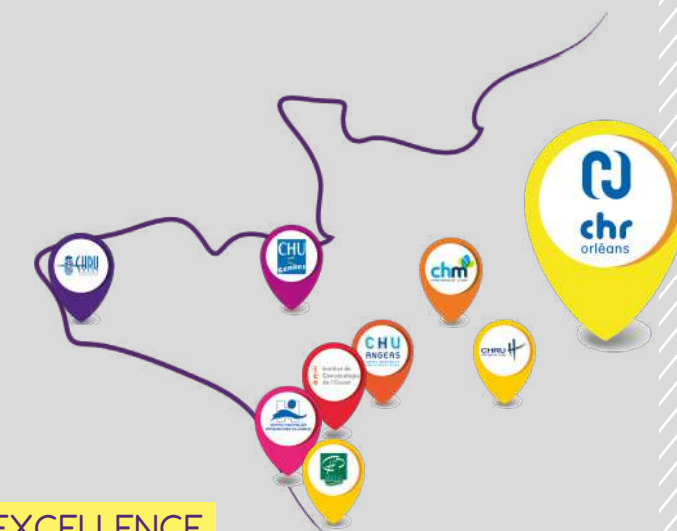 chr
orléans
CHRU
CHU
Rennes
chm
CHU
ANGERS
CHRU
Institut de
Cancérologie
de l'Ouest
EXCELLENCE